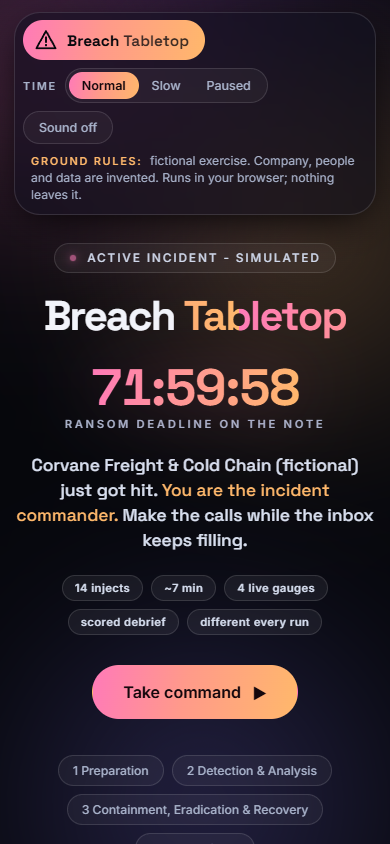 Breach Tabletop
TIME Normal Slow Paused
Sound off
GROUND RULES: fictional exercise. Company, people
and data are invented. Runs in your browser; nothing
leaves it.
ACTIVE INCIDENT - SIMULATED
Breach Tabletop
71:59:58
RANSOM DEADLINE ON THE NOTE
Corvane Freight & Cold Chain (fictional)
just got hit. You are the incident
commander. Make the calls while the inbox
keeps filling.
14 injects ~7 min 4 live gauges
scored debrief different every run
Take command
1 Preparation 2 Detection & Analysis
3 Containment, Eradication & Recovery